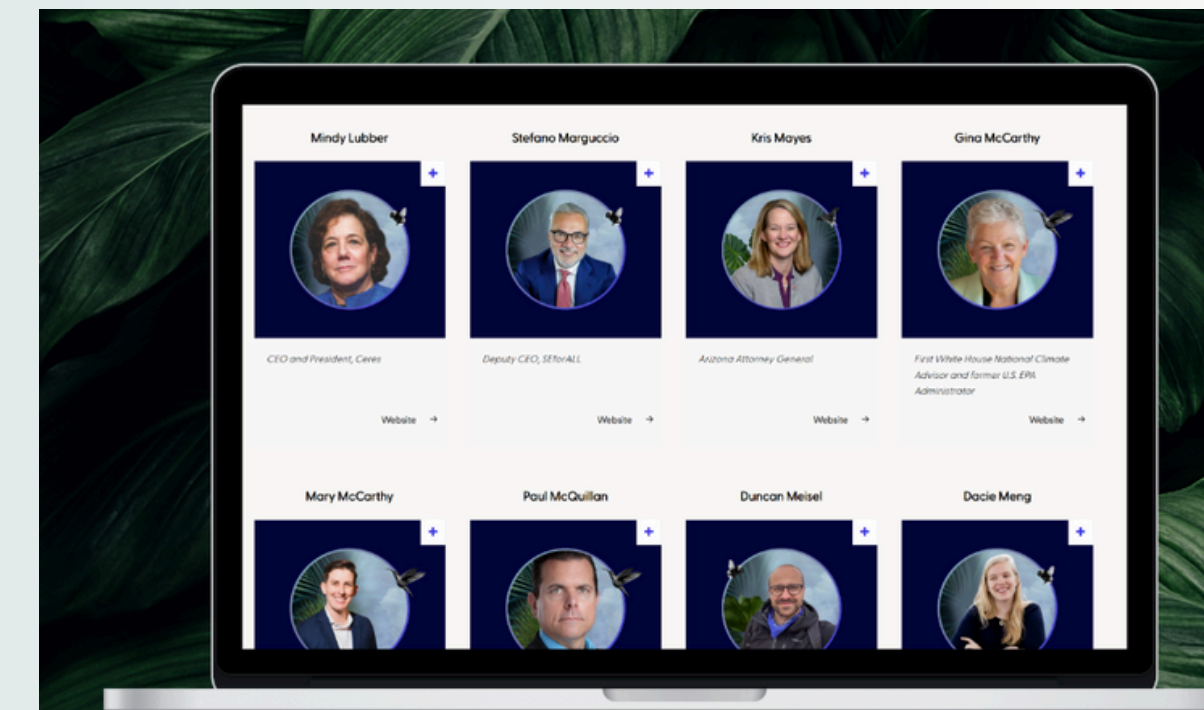 Mindy Lubber
Stefano Marguccio
Kris Mayes
Gina McCarthy
CEO and President, Ceres
Deputy CEO, SEforALL
Arizona Attorney General
First White House National Climate
Advisor and former U.S. EPA
Administrator
Website →
Website →
Website →
Website →
Mary McCarthy
Paul McQuillan
Duncan Meisel
Dacie Meng